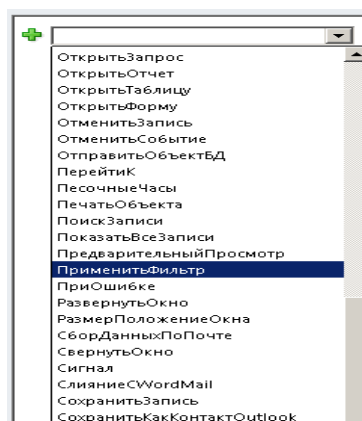 ОткрытьЗапрос
ОткрытьОтчет
ОткрытьТаблицу
ОткрытьФорму
ОтменитьЗапись
ОтменитьСобытие
ОтправитьОбъектБД
ПерейтиК
ПесочныеЧасы
ПечатьОбъекта
ПоискЗаписи
ПоказатьВсеЗаписи
ПредварительныйПросмотр
ПрименитьФильтр
ПриОшибке
РазвернутьОкно
РазмерПоложениеОкна
СборДанныхПоПочте
СвернутьОкно
Сигнал
СлияниеСWordMail
СохранитьЗапись
СохранитьКакКонтактOutlook